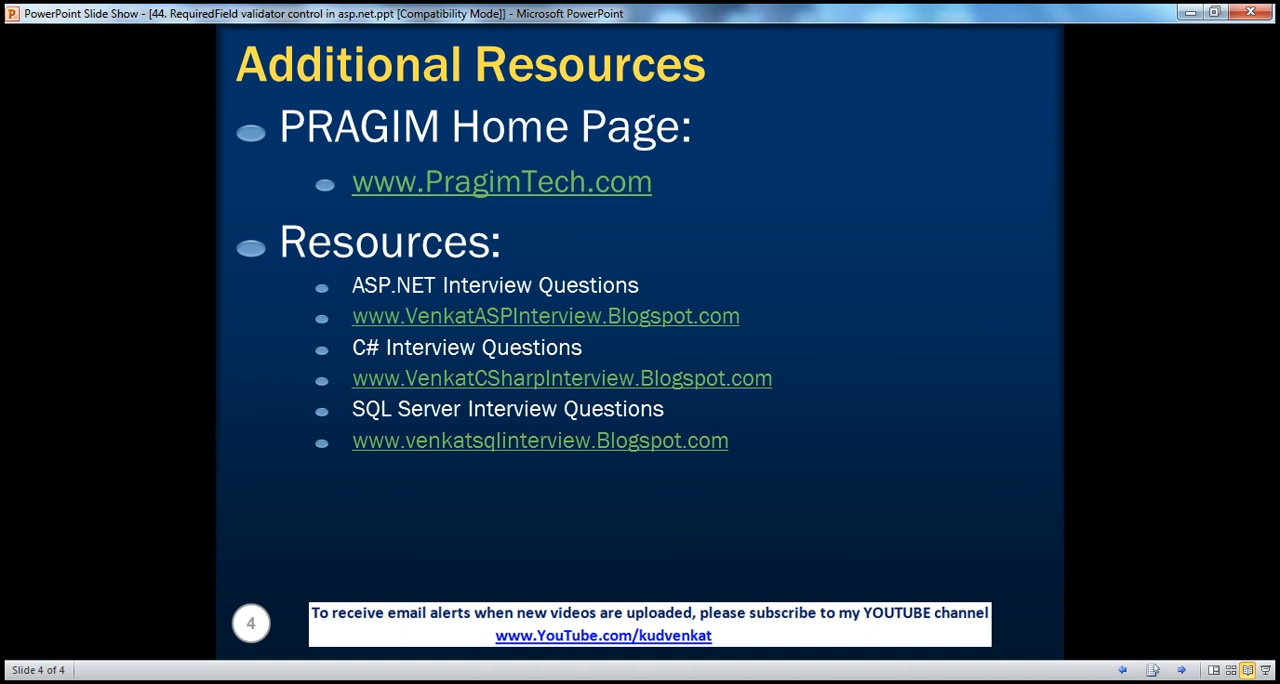 PowerPoint Slide Show - [44. RequiredField validator control in asp.net.ppt [Compatibility Mode]] - Microsoft PowerPoint
Additional Resources
PRAGIM Home Page:
www.PragimTech.com
Resources:
ASP.NET Interview Questions
www.VenkatASPInterview.Blogspot.com
C# Interview Questions
www.VenkatCSharpInterview.Blogspot.com
SQL Server Interview Questions
www.venkatsqlinterview.Blogspot.com
4
To receive email alerts when new videos are uploaded, please subscribe to my YOUTUBE channel
www.YouTube.com/kudvenkat
Slide 4 of 4